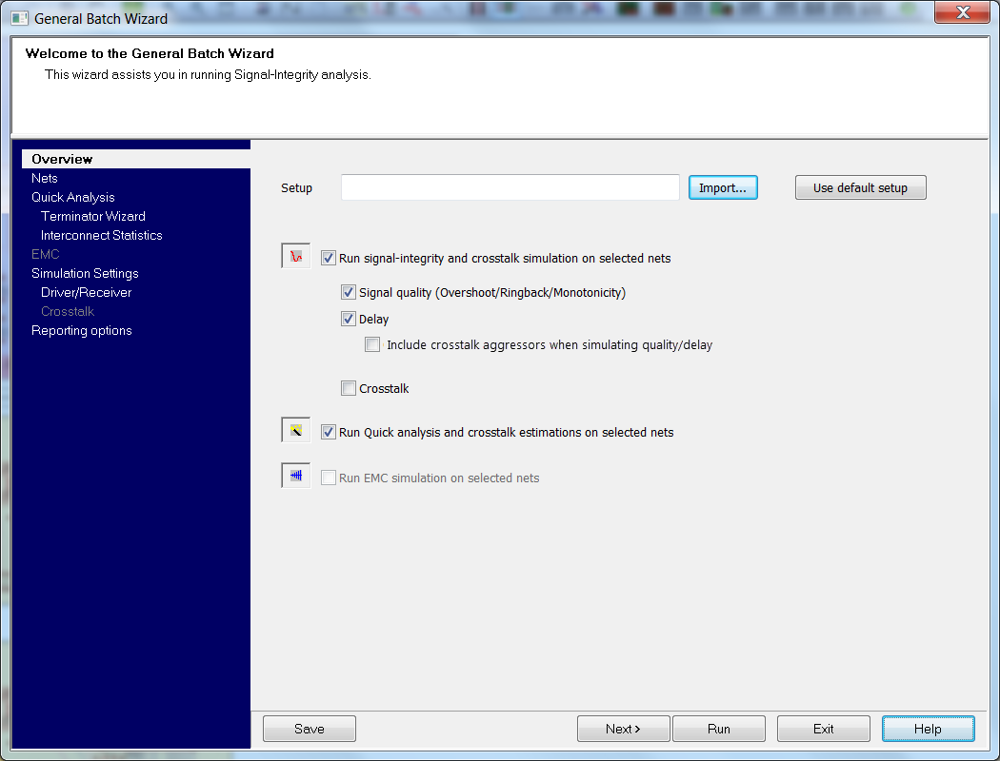 General Batch Wizard
Welcome to the General Batch Wizard
This wizard assists you in running Signal-Integrity analysis.
Overview
Nets
Quick Analysis
Terminator Wizard
Interconnect Statistics
EMC
Simulation Settings
Driver/Receiver
Crosstalk
Reporting options
Setup
Import...
Use default setup
Run signal-integrity and crosstalk simulation on selected nets
Signal quality (Overshoot/Ringback/Monotonicity)
Delay
Include crosstalk aggressors when simulating quality/delay
Crosstalk
Run Quick analysis and crosstalk estimations on selected nets
Run EMC simulation on selected nets
Save
Next>
Run
Exit
Help